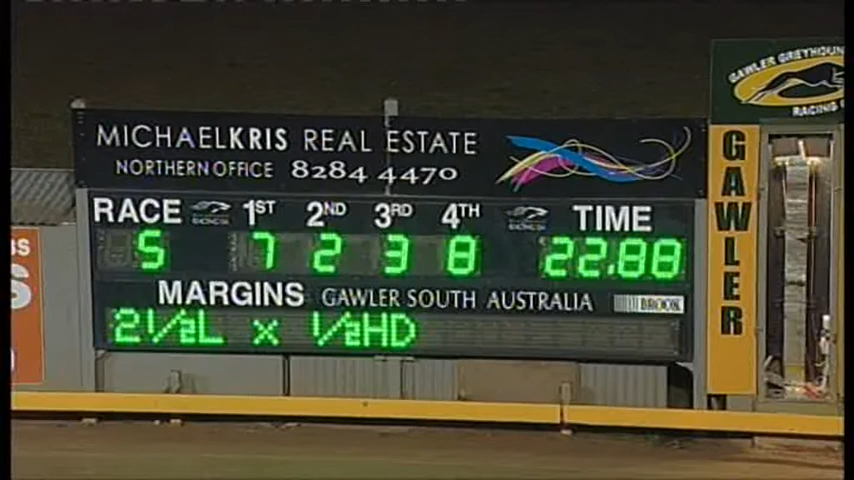 GAWLER GREYHOUND
RACING
MICHAELKRIS REAL ESTATE
NORTHERN OFFICE 8284 4470
RACE 1ST 2ND 3RD 4TH TIME
5 7 2 3 8 22.88
MARGINS GAWLER SOUTH AUSTRALIA BROOK
2½L x ½HD
GAWLER
S